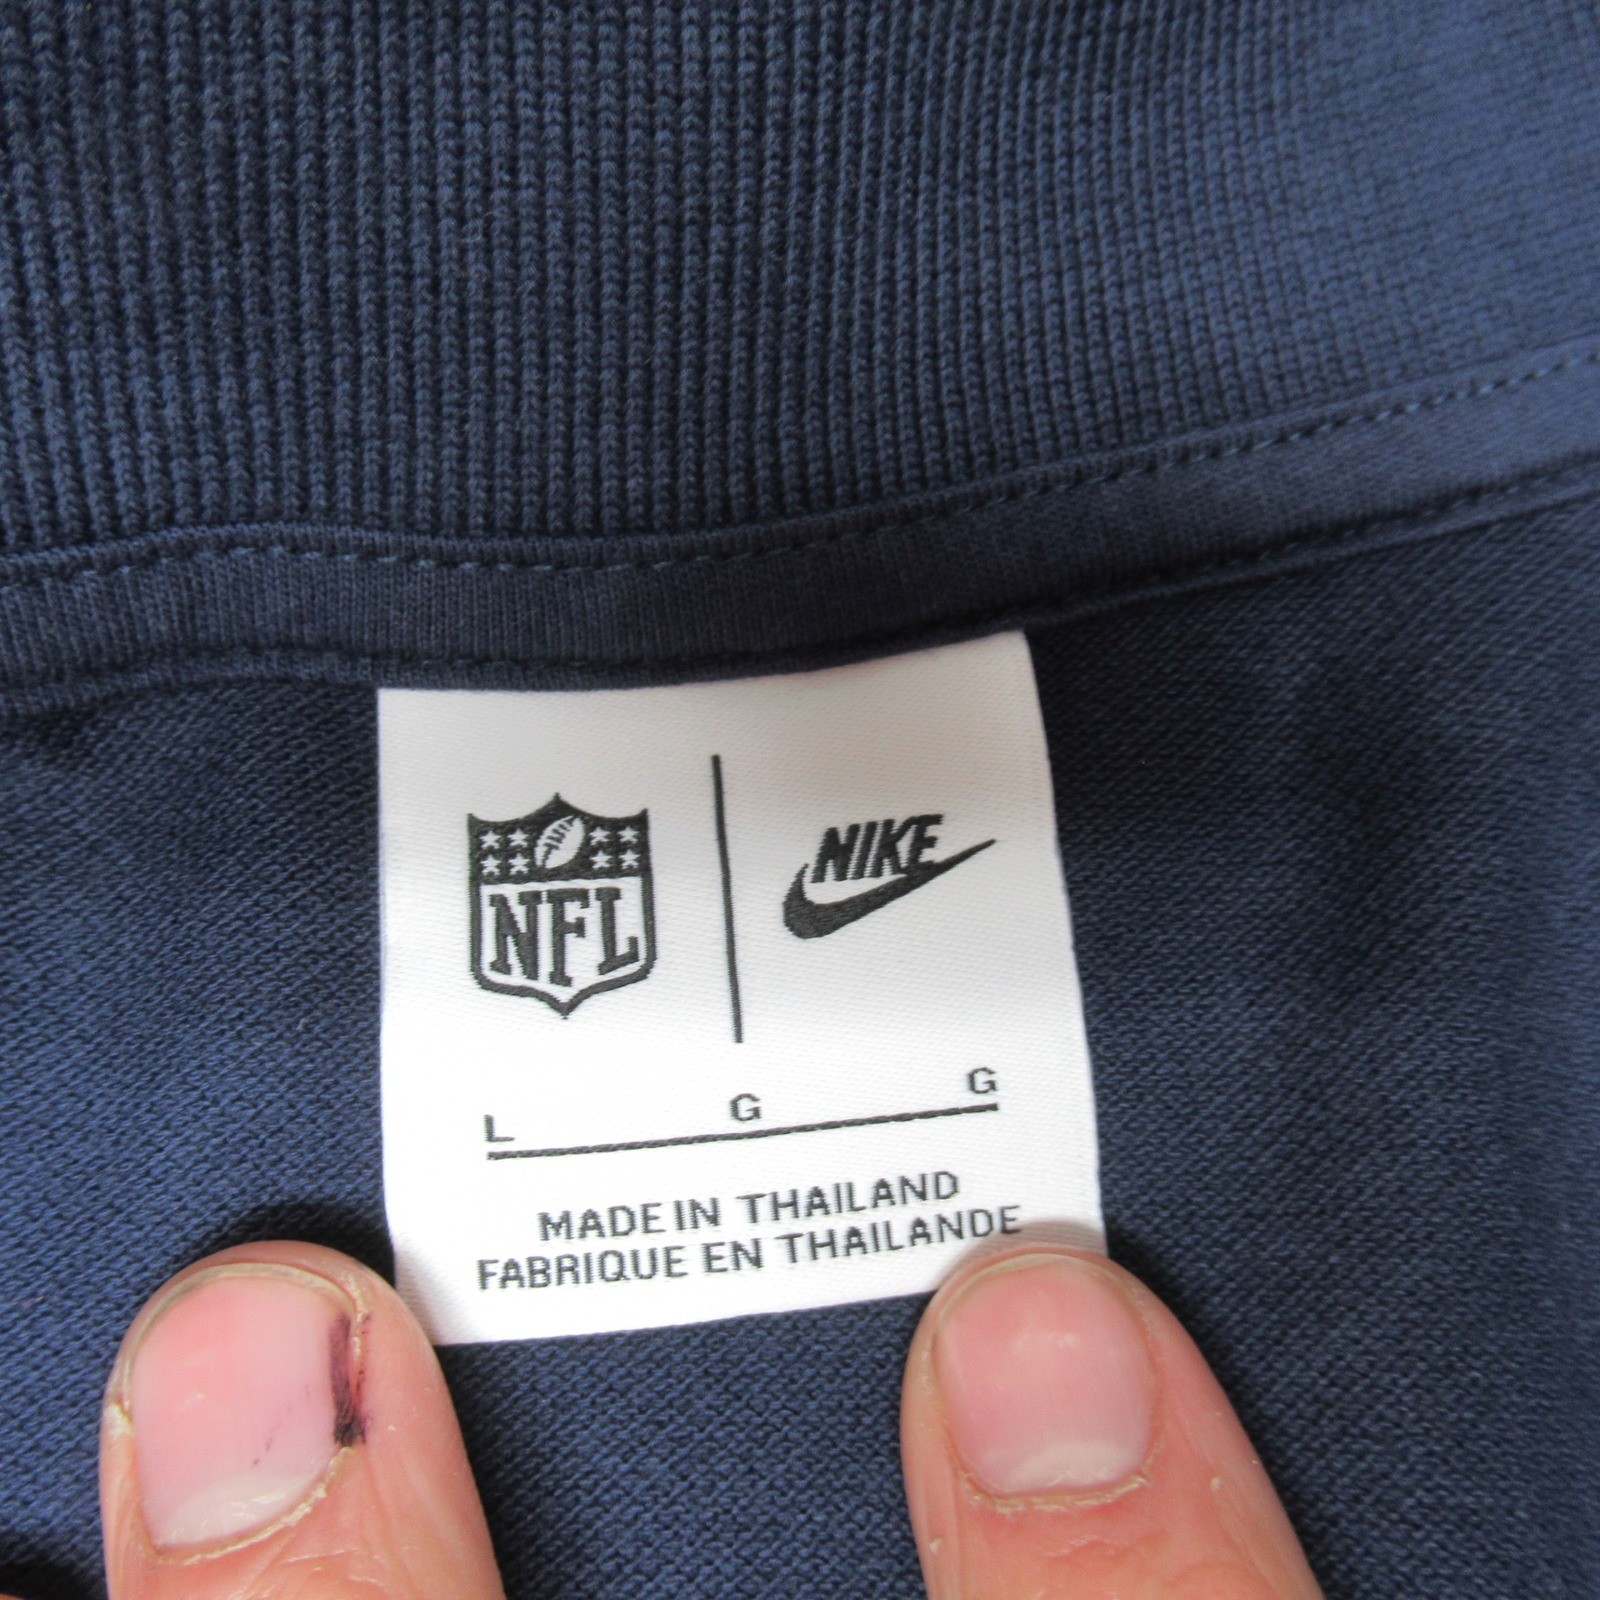 NFL NIKE
L G G
MADE IN THAILAND
FABRIQUE EN THAILANDE